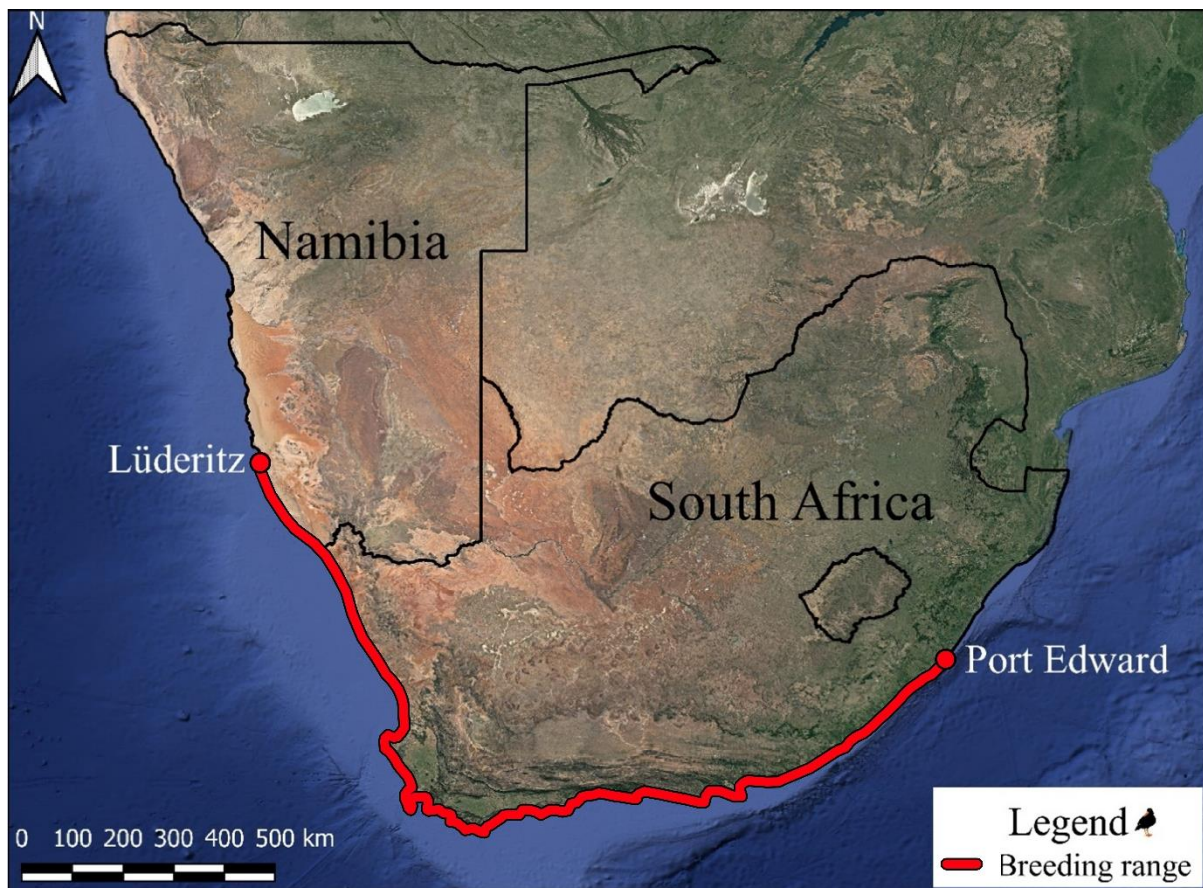 N
Namibia
Lüderitz
South Africa
Port Edward
0 100 200 300 400 500 km
Legend
Breeding range